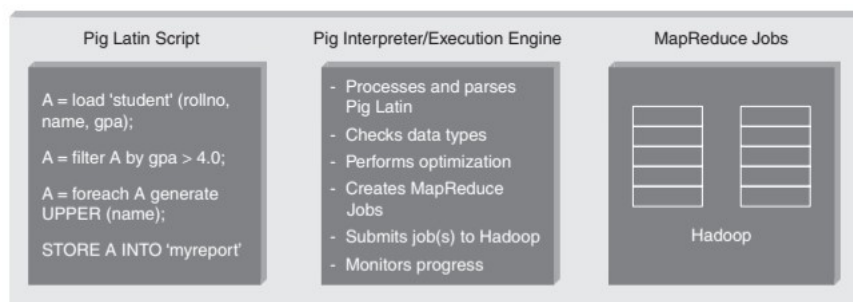 Pig Latin Script
A = load 'student' (rollno,
name, gpa);
A = filter A by gpa > 4.0;
A = foreach A generate
UPPER (name);
STORE A INTO 'myreport'
Pig Interpreter/Execution Engine
- Processes and parses
Pig Latin
- Checks data types
- Performs optimization
- Creates MapReduce
Jobs
- Submits job(s) to Hadoop
- Monitors progress
MapReduce Jobs
Hadoop